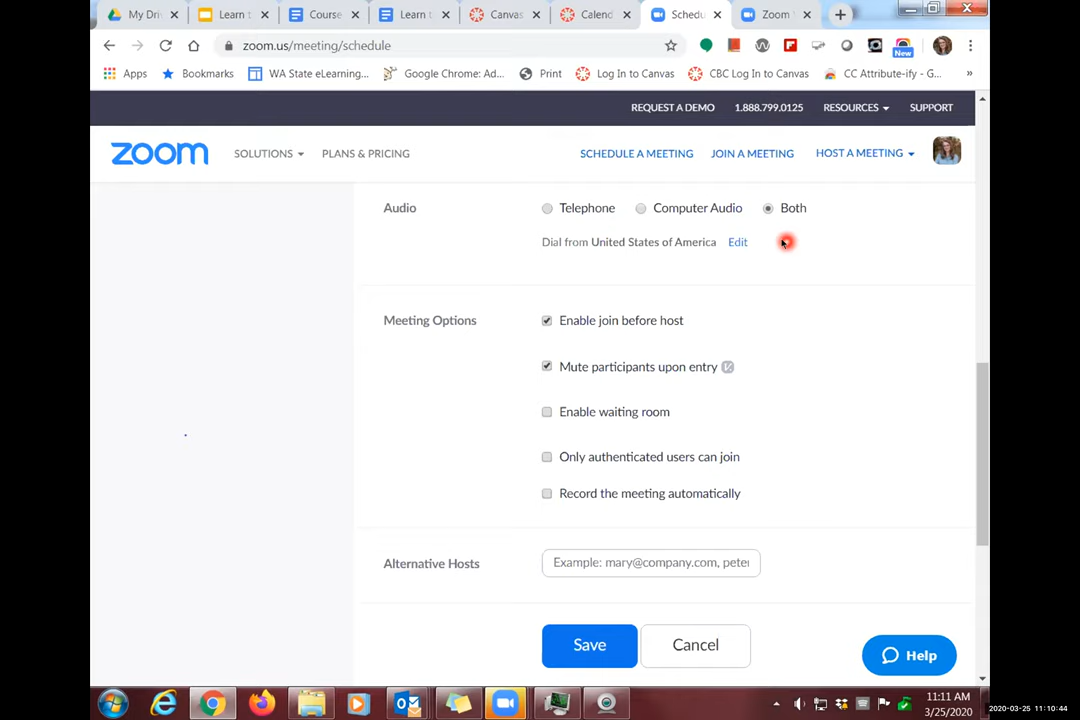 My Dri
Learn t
Course
Learn t
Canvas
Calend
Schedu
Zoom
zoom.us/meeting/schedule
New
Apps
Bookmarks
WA State eLearning...
Google Chrome: Ad...
Print
Log In to Canvas
CBC Log In to Canvas
CC Attribute-ify - G...
»
REQUEST A DEMO
1.888.799.0125
RESOURCES
SUPPORT
zoom
SOLUTIONS
PLANS & PRICING
SCHEDULE A MEETING
JOIN A MEETING
HOST A MEETING
Audio
Telephone
Computer Audio
Both
Dial from United States of America Edit
Meeting Options
Enable join before host
Mute participants upon entry
Enable waiting room
Only authenticated users can join
Record the meeting automatically
Alternative Hosts
Example: mary@company.com, peter
Save
Cancel
Help
11:11 AM
3/25/2020
2020-03-25 11:10:44